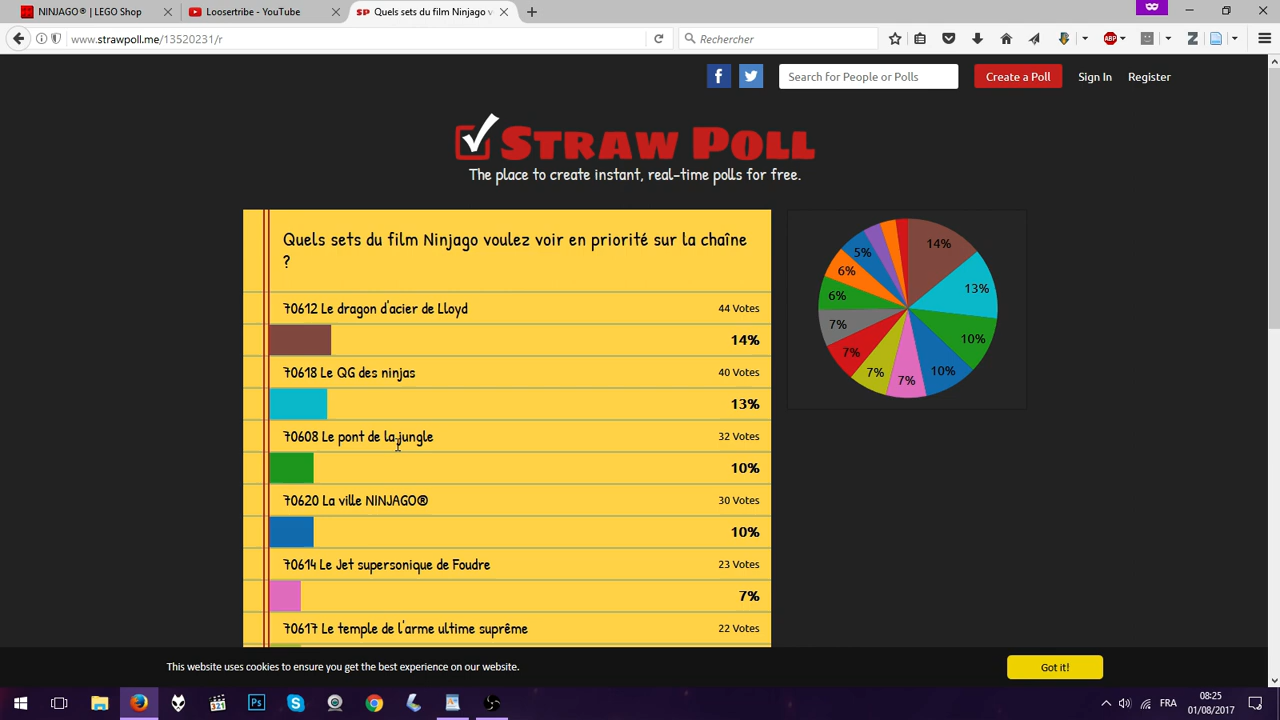 NINJAGO® | LEGO Shop
Loosertribe - YouTube
Quels sets du film Ninjago v
www.strawpoll.me/13520231/r
Rechercher
ABP
Search for People or Polls
Create a Poll
Sign In
Register
STRAW POLL
The place to create instant, real-time polls for free.
Quels sets du film Ninjago voulez voir en priorité sur la chaîne
?
70612 Le dragon d'acier de Lloyd
44 Votes
14%
70618 Le QG des ninjas
40 Votes
13%
70608 Le pont de la jungle
32 Votes
10%
70620 La ville NINJAGO®
30 Votes
10%
70614 Le Jet supersonique de Foudre
23 Votes
7%
70617 Le temple de l'arme ultime suprême
22 Votes
14%
13%
10%
10%
7%
7%
7%
7%
6%
6%
5%
This website uses cookies to ensure you get the best experience on our website.
Got it!
FRA
08:25
01/08/2017